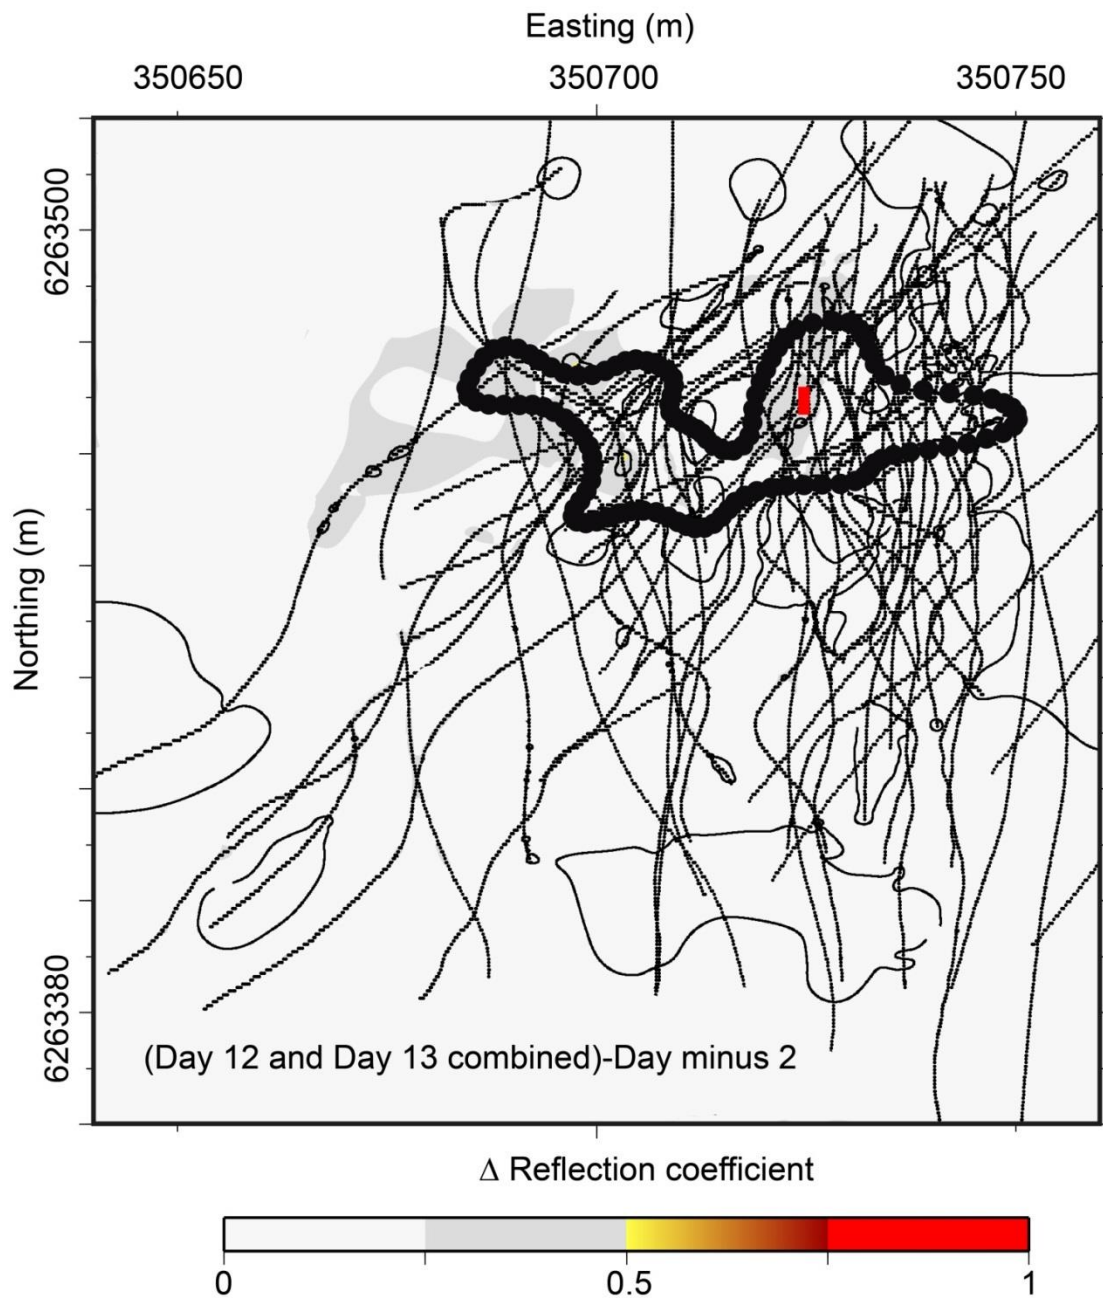 Easting (m)
350650 350700 350750
6263500
Northing (m)
6263380
(Day 12 and Day 13 combined)-Day minus 2
Δ Reflection coefficient
0 0.5 1